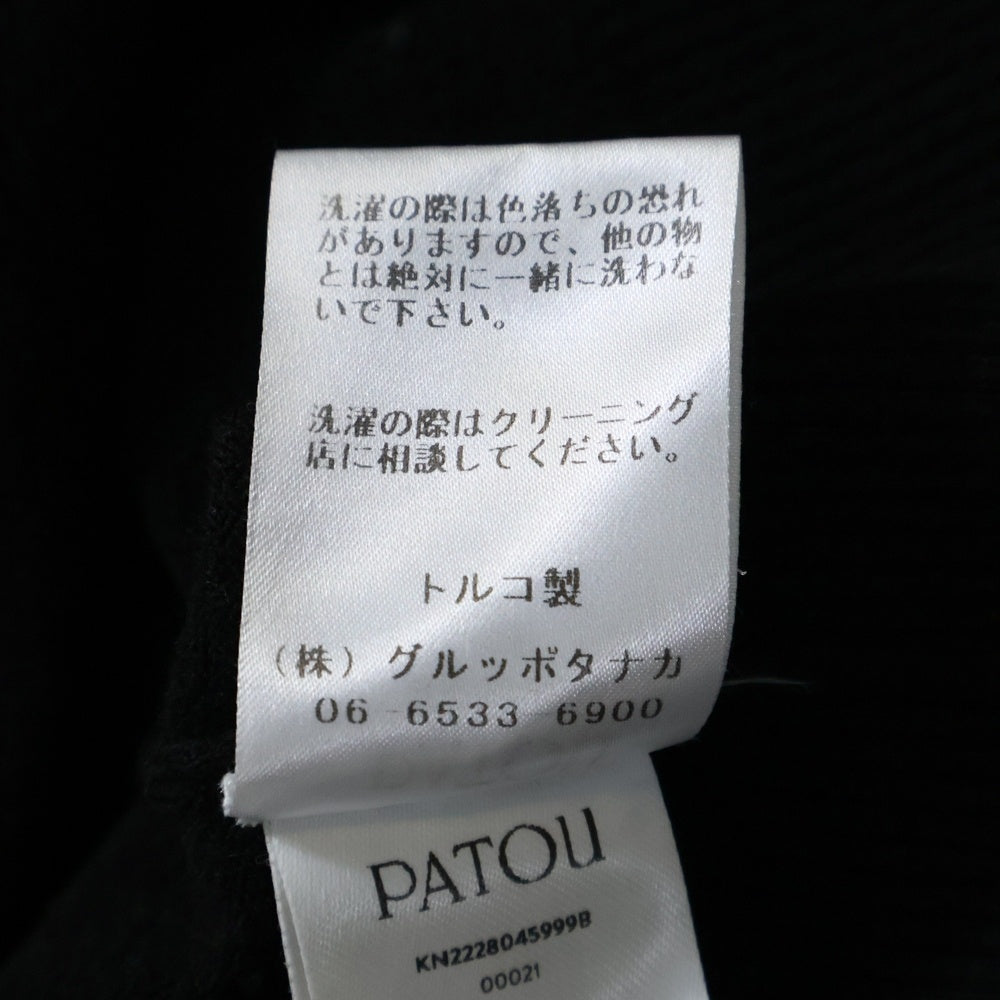 洗濯の際は色落ちの恐れ
がありますので、他の物
とは絶対に一緒に洗わな
いで下さい。
洗濯の際はクリーニング
店に相談してください。
トルコ製
（株）グルッポタナカ
06-6533 6900
PATOU
KN2228045999B
00021